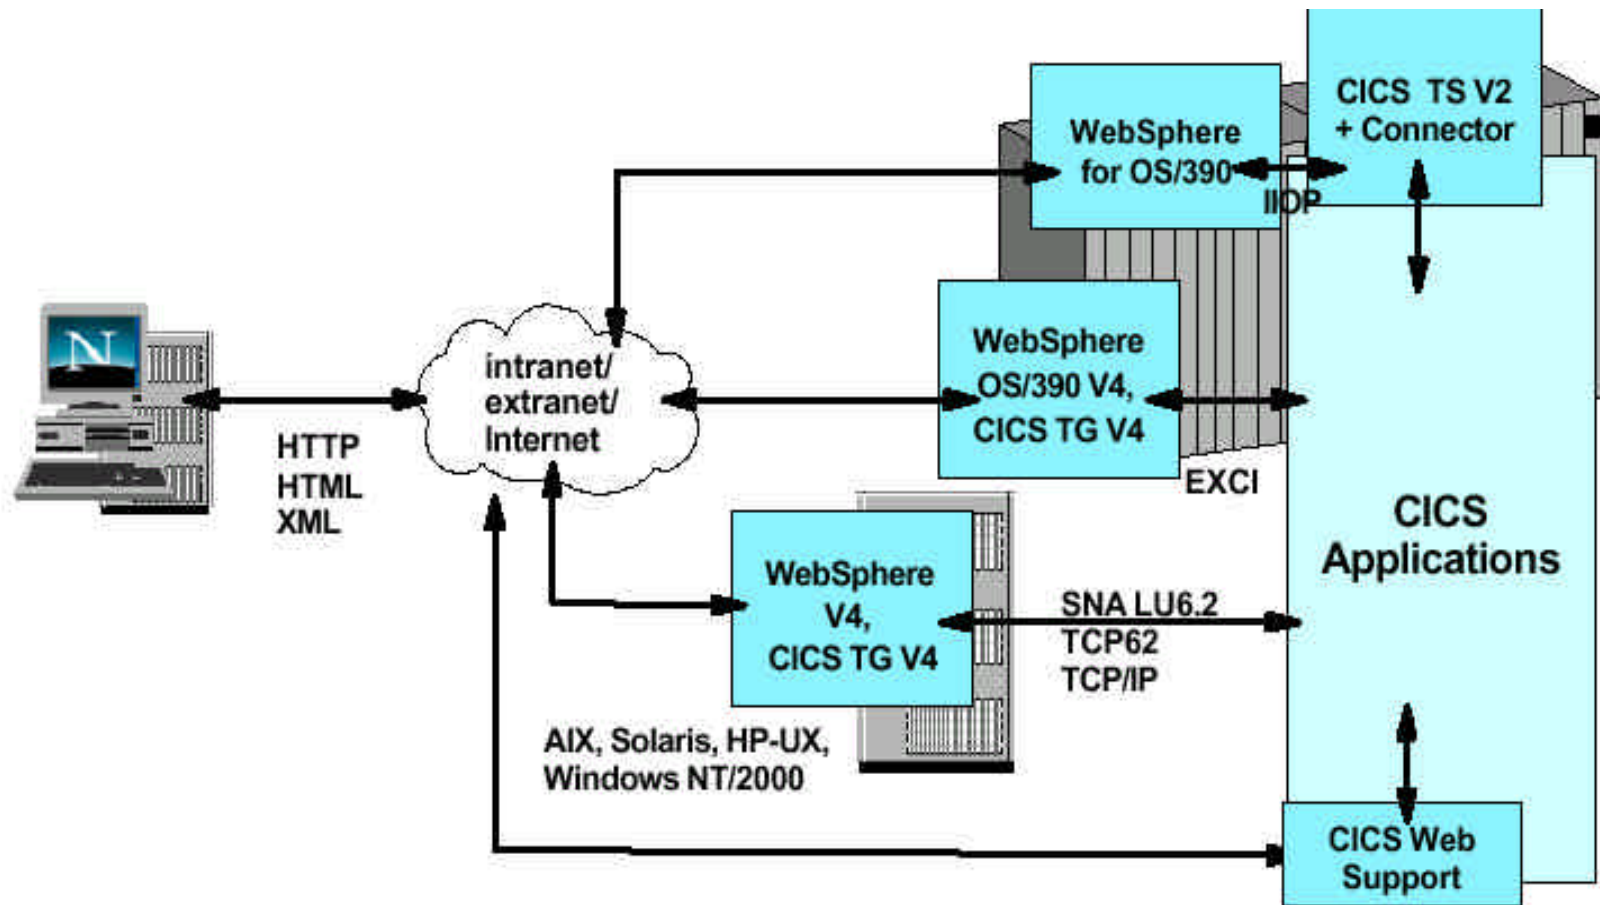 CICS TS V2
+ Connector
WebSphere
for OS/390
IIOP
N
WebSphere
OS/390 V4,
CICS TG V4
EXCI
intranet/
extranet/
Internet
HTTP
HTML
XML
CICS
Applications
WebSphere
V4,
CICS TG V4
SNA LU6.2
TCP62
TCP/IP
AIX, Solaris, HP-UX,
Windows NT/2000
CICS Web
Support